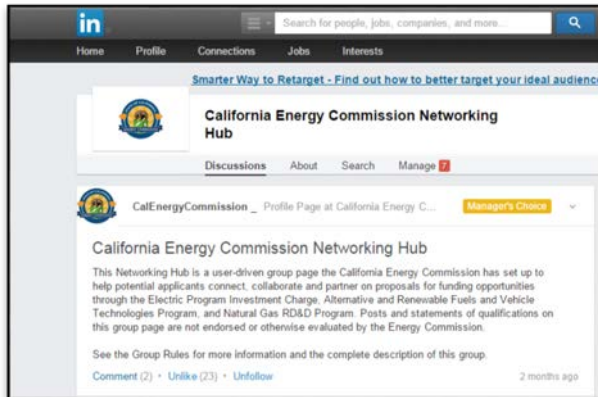 in
Search for people, jobs, companies, and more...
Home Profile Connections Jobs Interests
Smarter Way to Retarget - Find out how to better target your ideal audience
California Energy Commission Networking
Hub
Discussions About Search Manage 7
CalEnergyCommission _ Profile Page at California Energy C... Manager's Choice
California Energy Commission Networking Hub
This Networking Hub is a user-driven group page the California Energy Commission has set up to
help potential applicants connect, collaborate and partner on proposals for funding opportunities
through the Electric Program Investment Charge, Alternative and Renewable Fuels and Vehicle
Technologies Program, and Natural Gas RD&D Program. Posts and statements of qualifications on
this group page are not endorsed or otherwise evaluated by the Energy Commission.
See the Group Rules for more information and the complete description of this group.
Comment (2) • Unlike (23) • Unfollow 2 months ago